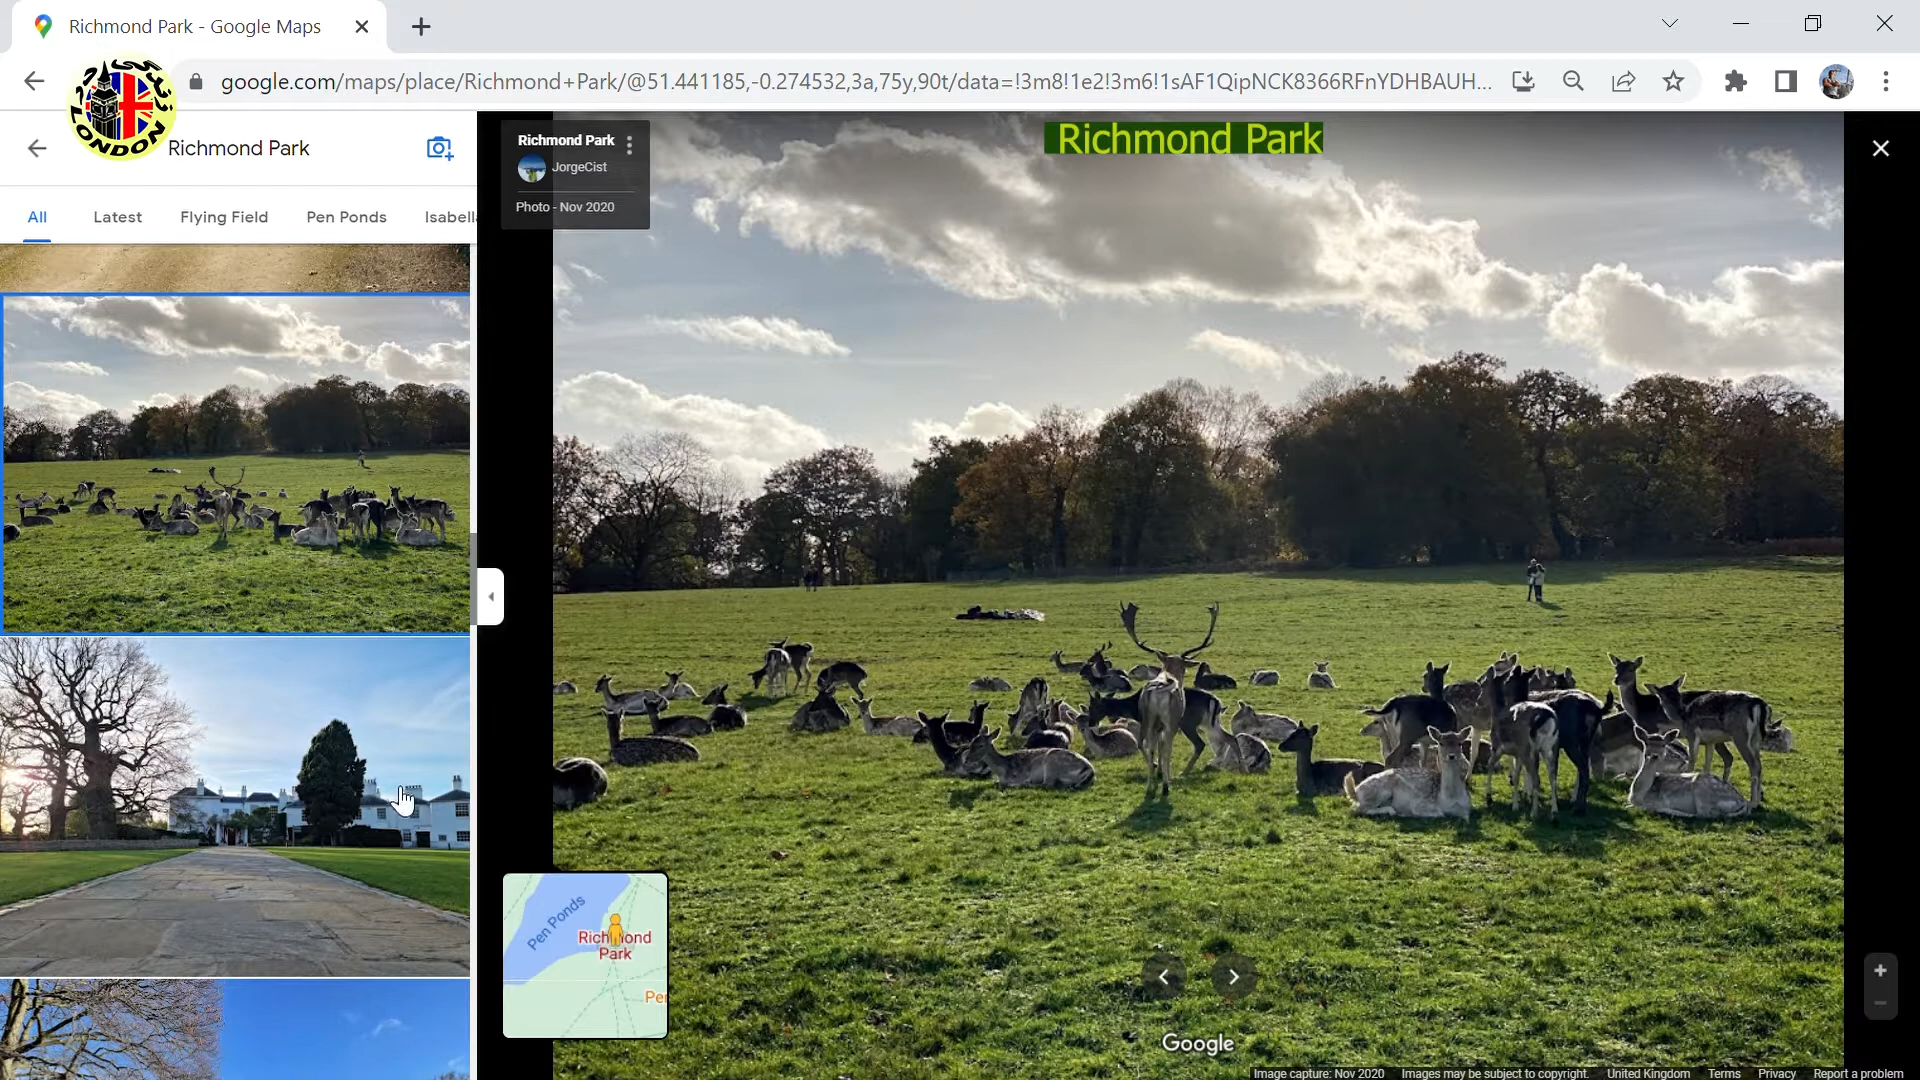 Richmond Park - Google Maps
google.com/maps/place/Richmond+Park/@51.441185,-0.274532,3a,75y,90t/data=!3m8!1e2!3m6!1sAF1QipNCK8366RFnYDHBAUH...
LONDON
Richmond Park
All
Latest
Flying Field
Pen Ponds
Isabella
Richmond Park
JorgeCist
Photo - Nov 2020
Richmond Park
Pen Ponds
Richmond
Park
Pen
Google
Image capture: Nov 2020
Images may be subject to copyright.
United Kingdom
Terms
Privacy
Report a problem